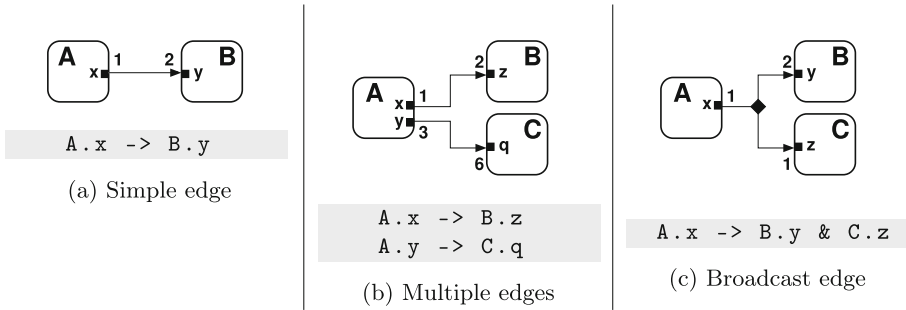 A
x
1
2
y
B
A.x -> B.y
(a) Simple edge
A
x
1
y
3
2
z
B
C
q
6
A.x -> B.z
A.y -> C.q
(b) Multiple edges
A
x
1
2
y
B
C
z
1
A.x -> B.y & C.z
(c) Broadcast edge